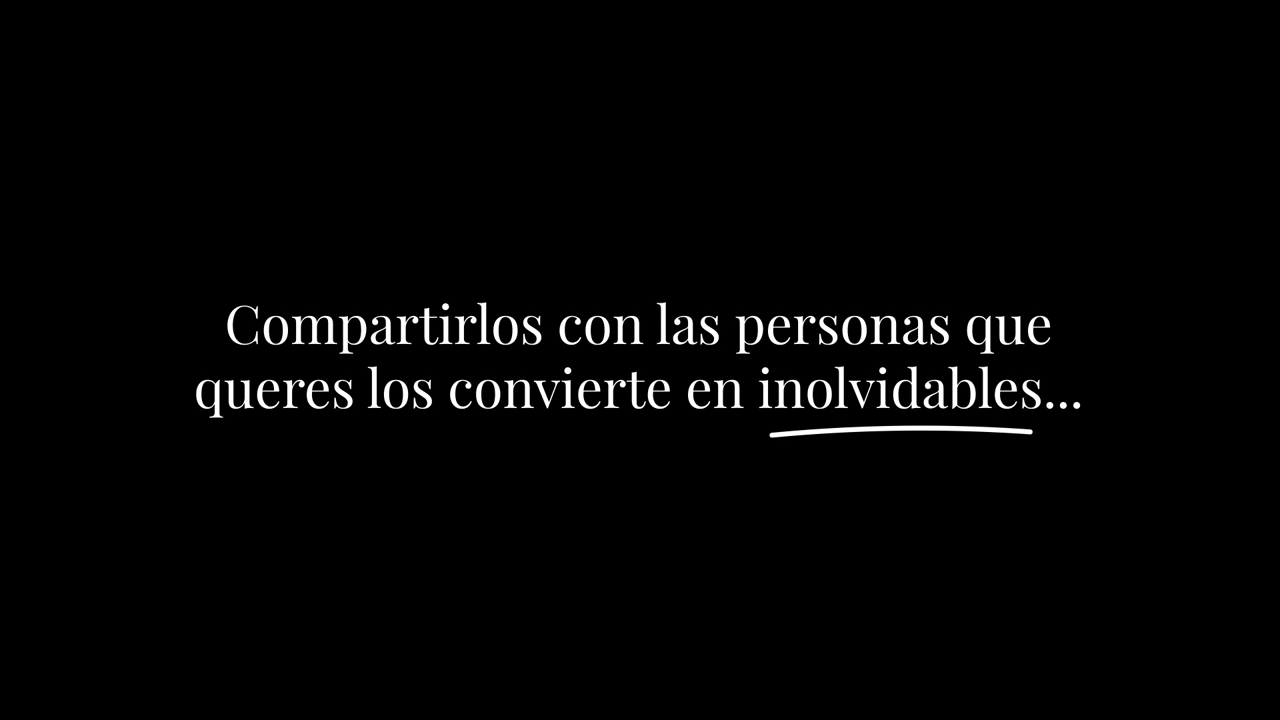 Compartirlos con las personas que
queres los convierte en inolvidables...